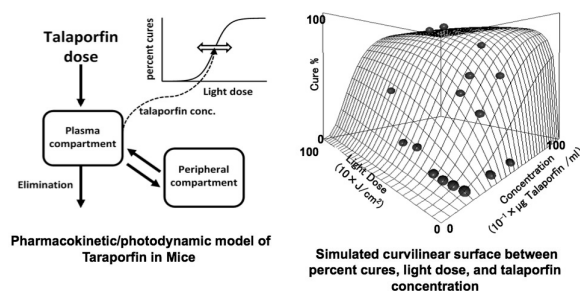 Talaporfin
dose
percent cures
Light dose
talaporfin conc.
Plasma
compartment
Peripheral
compartment
Elimination
Pharmacokinetic/photodynamic model of
Taraporfin in Mice
100
Cure %
0
100
Light Dose
(10 × J/cm²)
0 0
100
Concentration
(10⁻¹ × μg Talaporfin /ml)
Simulated curvilinear surface between
percent cures, light dose, and talaporfin
concentration